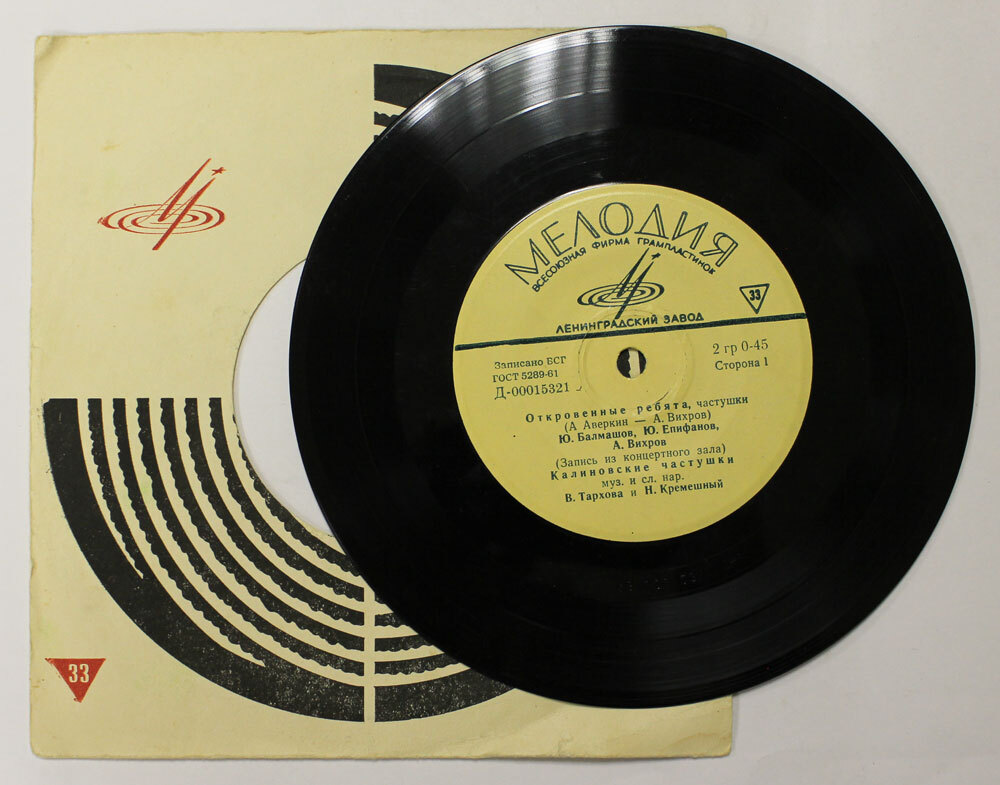 МЕЛОДИЯ
ВСЕСОЮЗНАЯ ФИРМА ГРАМПЛАСТИНОК
33
ЛЕНИНГРАДСКИЙ ЗАВОД
Записано БСГ
ГОСТ 5289-61
Д-00015321
2 гр 0-45
Сторона 1
Откровенные ребята, частушки
(А. Аверкин — А. Вихров)
Ю. Балмашов, Ю. Епифанов,
А. Вихров
(Запись из концертного зала)
Калиновские частушки
муз. и сл. нар.
В. Тархова и Н. Кремешный
33